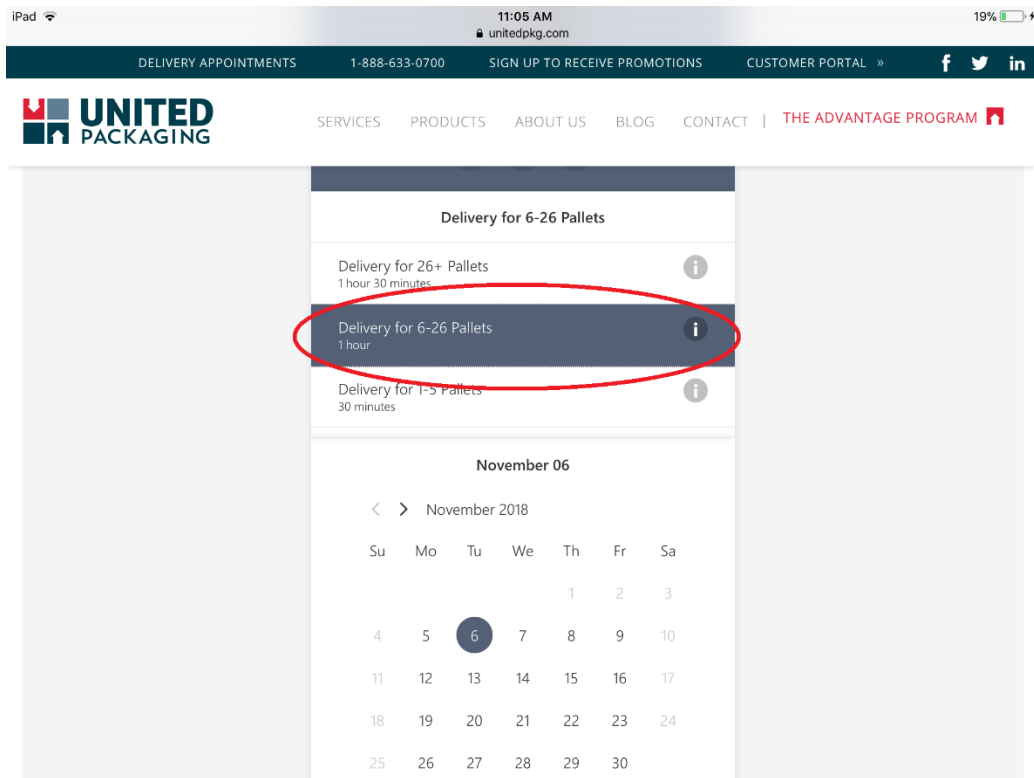 iPad
11:05 AM
19%
unitedpkg.com
DELIVERY APPOINTMENTS 1-888-633-0700 SIGN UP TO RECEIVE PROMOTIONS CUSTOMER PORTAL »
f in
UNITED
PACKAGING
SERVICES PRODUCTS ABOUT US BLOG CONTACT | THE ADVANTAGE PROGRAM
Delivery for 6-26 Pallets
Delivery for 26+ Pallets
1 hour 30 minutes
Delivery for 6-26 Pallets
1 hour
Delivery for 1-5 Pallets
30 minutes
November 06
November 2018
Su Mo Tu We Th Fr Sa
1 2 3
4 5 6 7 8 9 10
11 12 13 14 15 16 17
18 19 20 21 22 23 24
25 26 27 28 29 30